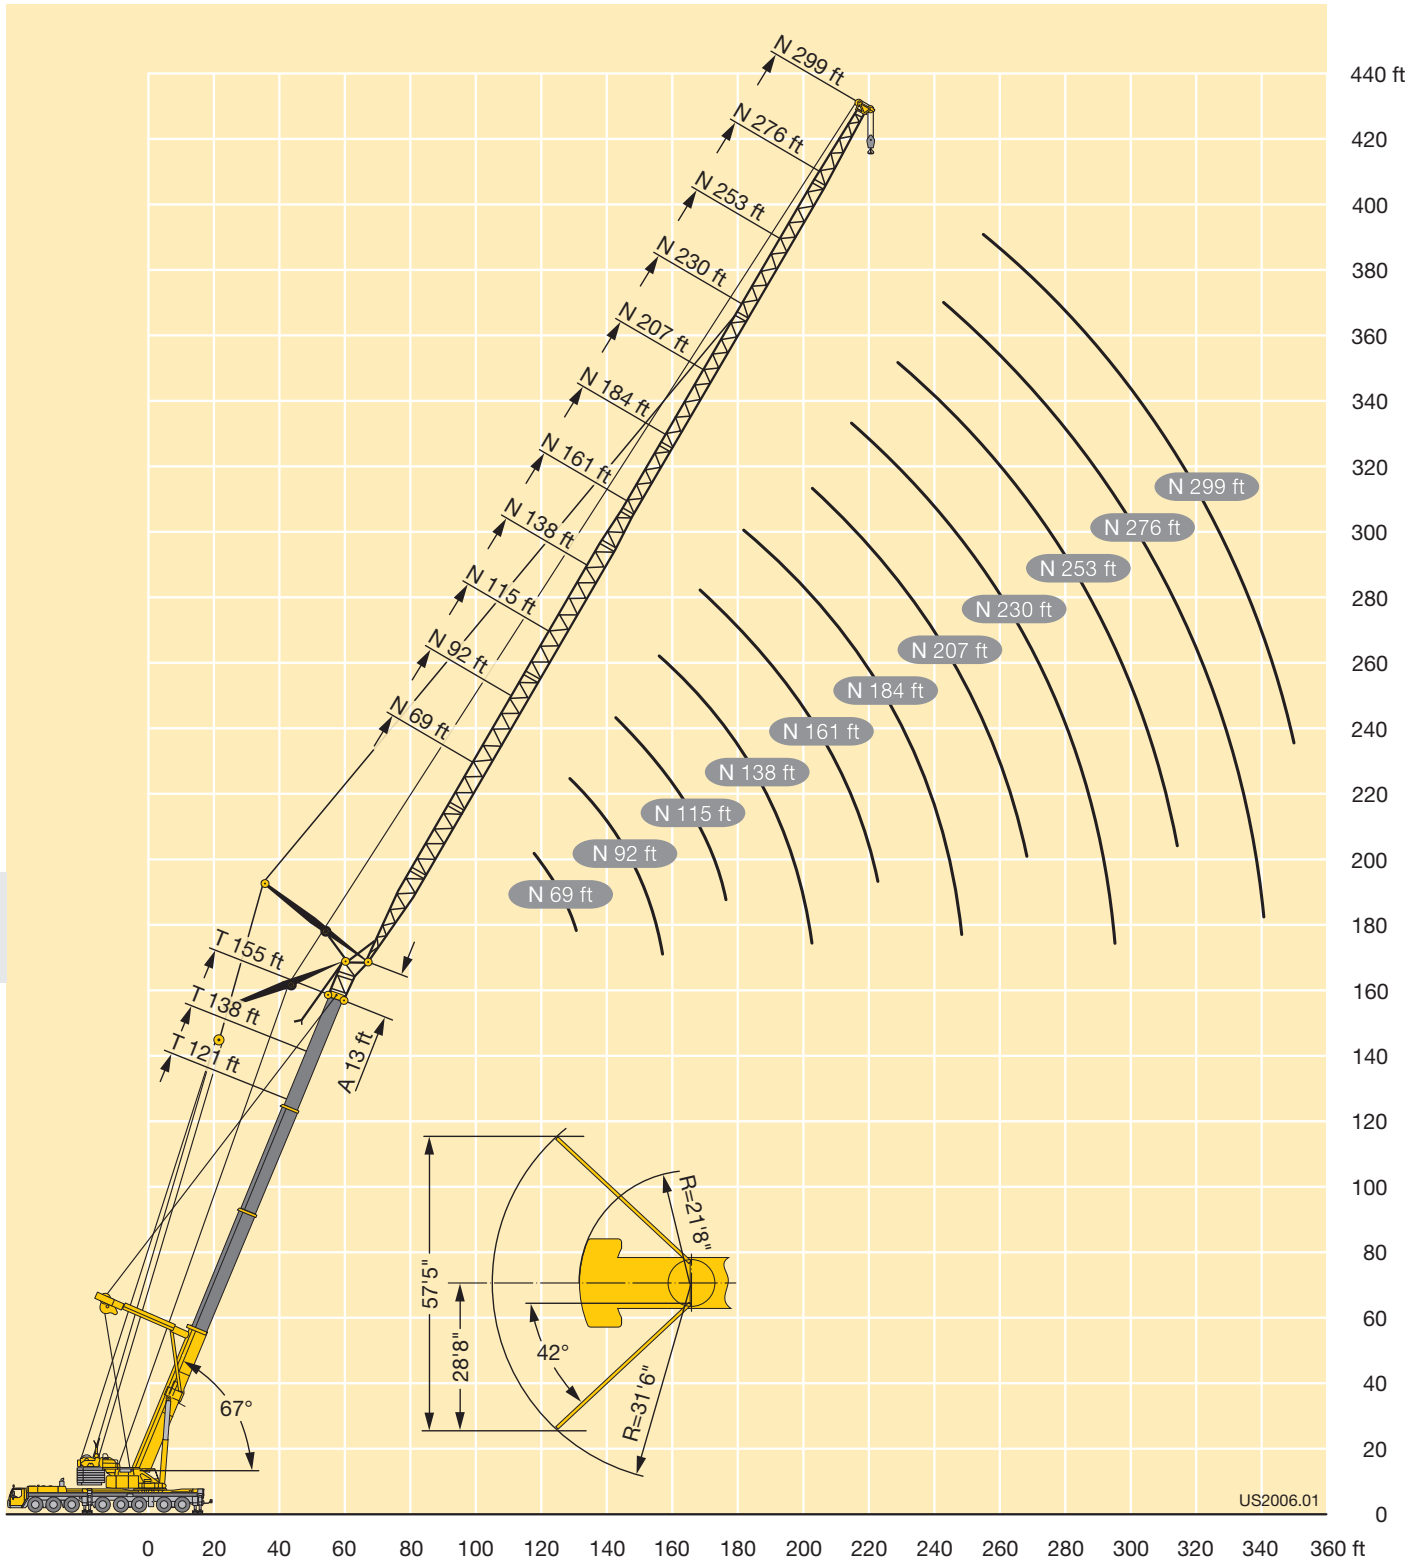 N 299 ft
440 ft
N 276 ft
420
N 253 ft
400
N 230 ft
380
N 207 ft
360
N 184 ft
340
N 161 ft
320
N 299 ft
N 138 ft
300
N 276 ft
N 115 ft
280
N 253 ft
N 92 ft
260
N 230 ft
N 69 ft
240
N 207 ft
N 184 ft
220
N 161 ft
N 138 ft
200
N 115 ft
N 92 ft
N 69 ft
180
T 155 ft
160
T 138 ft
T 121 ft
140
A 13 ft
120
100
R=21'8"
80
57'5"
28'8"
60
42°
R=31'6"
40
67°
20
US2006.01
0
0 20 40 60 80 100 120 140 160 180 200 220 240 260 280 300 320 340 360 ft